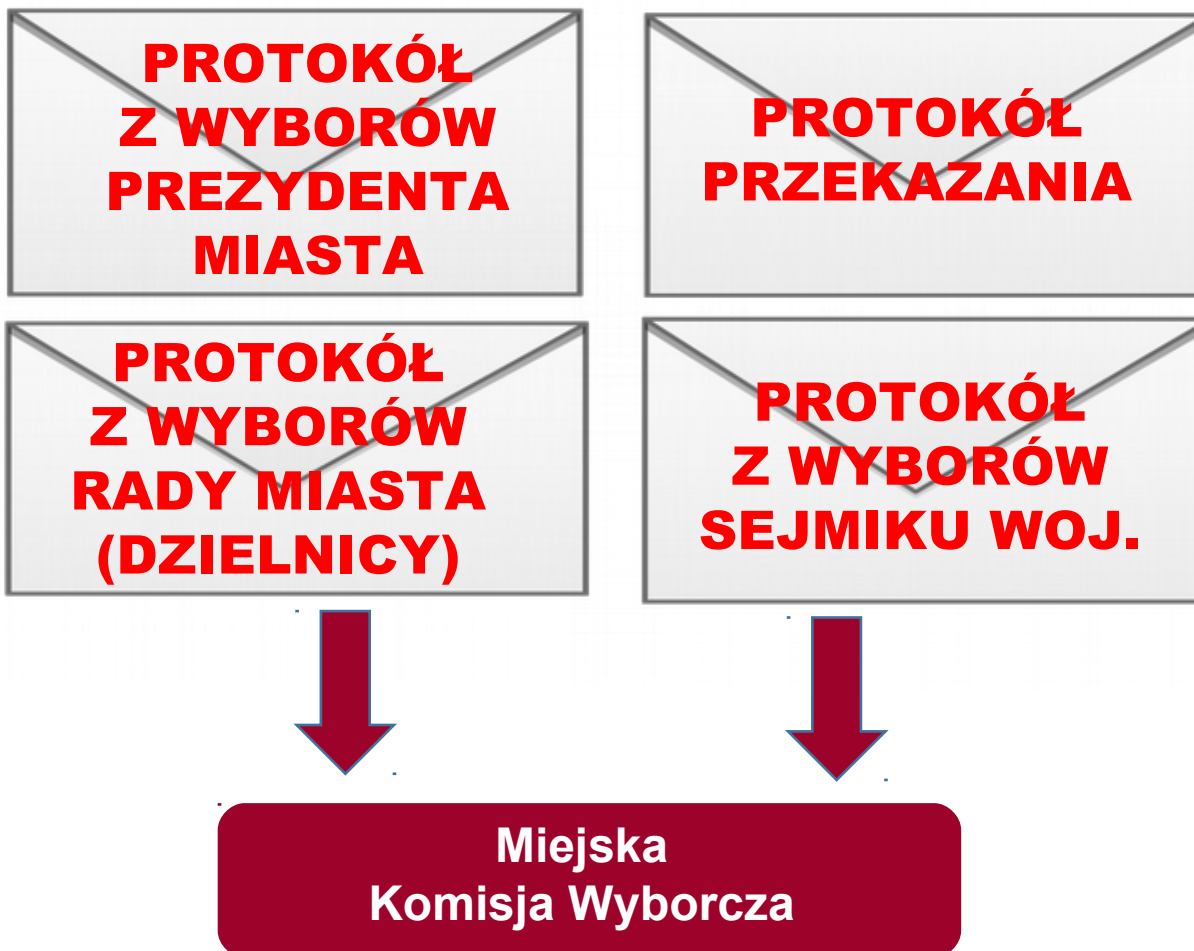 PROTOKÓŁ
Z WYBORÓW
PREZYDENTA
MIASTA
PROTOKÓŁ
PRZEKAZANIA
PROTOKÓŁ
Z WYBORÓW
RADY MIASTA
(DZIELNICY)
PROTOKÓŁ
Z WYBORÓW
SEJMIKU WOJ.
Miejska
Komisja Wyborcza